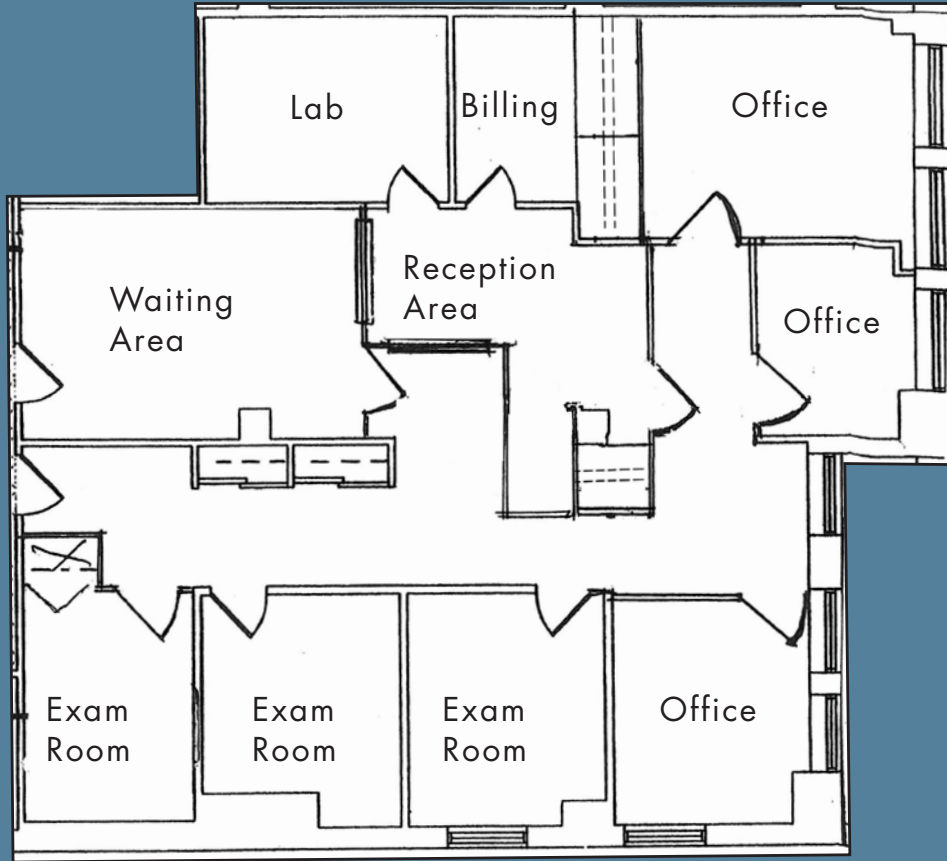 Lab
Billing
Office
Waiting
Area
Reception
Area
Office
Exam
Room
Exam
Room
Exam
Room
Office